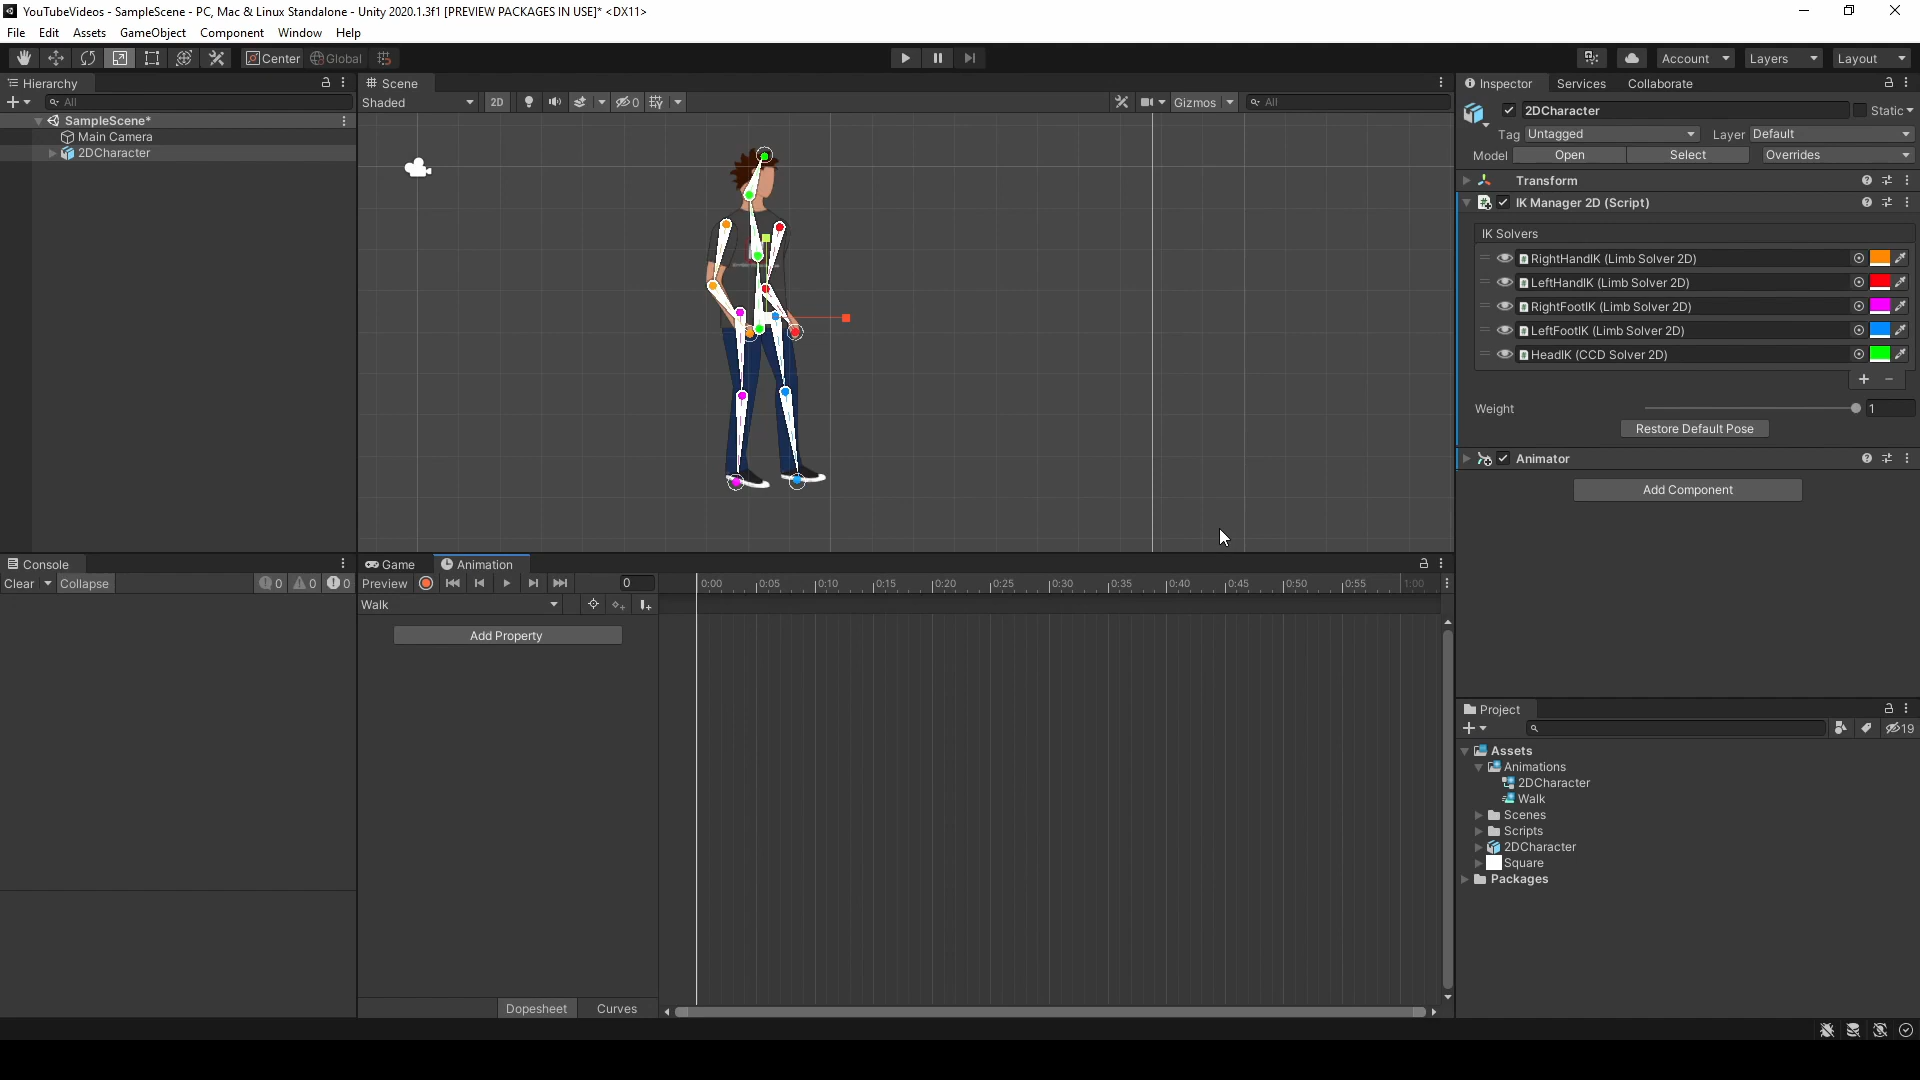 YouTubeVideos - SampleScene - PC, Mac & Linux Standalone - Unity 2020.1.3f1 [PREVIEW PACKAGES IN USE]* <DX11>
File Edit Assets GameObject Component Window Help
Center Global Account Layers Layout
Hierarchy
All
SampleScene*
Main Camera
2DCharacter
Scene
Shaded 2D 0 Gizmos All
Inspector Services Collaborate
2DCharacter Static
Tag Untagged Layer Default
Model Open Select Overrides
Transform
IK Manager 2D (Script)
IK Solvers
RightHandIK (Limb Solver 2D)
LeftHandIK (Limb Solver 2D)
RightFootIK (Limb Solver 2D)
LeftFootIK (Limb Solver 2D)
HeadIK (CCD Solver 2D)
Weight 1
Restore Default Pose
Animator
Add Component
Console
Clear Collapse 0 0 0
Game Animation
Preview 0 0:00 0:05 0:10 0:15 0:20 0:25 0:30 0:35 0:40 0:45 0:50 0:55 1:00
Walk
Add Property
Dopesheet Curves
Project
19
Assets
Animations
2DCharacter
Walk
Scenes
Scripts
2DCharacter
Square
Packages